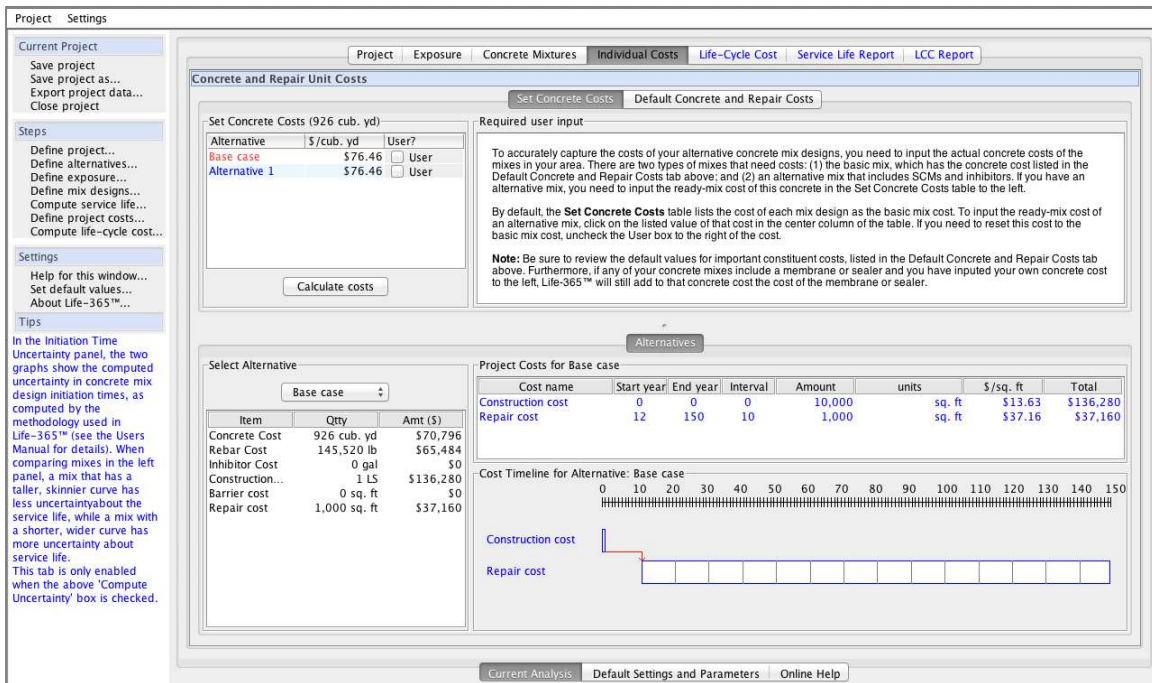 Project Settings
Current Project
Save project
Save project as...
Export project data...
Close project
Steps
Define project...
Define alternatives...
Define exposure...
Define mix designs...
Compute service life...
Define project costs...
Compute life-cycle cost...
Settings
Help for this window...
Set default values...
About Life-365™...
Tips
In the Initiation Time
Uncertainty panel, the two
graphs show the computed
uncertainty in concrete mix
design initiation times, as
computed by the
methodology used in
Life-365™ (see the Users
Manual for details). When
comparing mixes in the left
panel, a mix that has a
taller, skinnier curve has
less uncertaintyabout the
service life, while a mix with
a shorter, wider curve has
more uncertainty about
service life.
This tab is only enabled
when the above 'Compute
Uncertainty' box is checked.
Project Exposure Concrete Mixtures Individual Costs Life-Cycle Cost Service Life Report LCC Report
Concrete and Repair Unit Costs
Set Concrete Costs Default Concrete and Repair Costs
Set Concrete Costs (926 cub. yd)
Alternative $/cub. yd User?
Base case $76.46 User
Alternative 1 $76.46 User
Calculate costs
Required user input
To accurately capture the costs of your alternative concrete mix designs, you need to input the actual concrete costs of the
mixes in your area. There are two types of mixes that need costs: (1) the basic mix, which has the concrete cost listed in the
Default Concrete and Repair Costs tab above; and (2) an alternative mix that includes SCMs and inhibitors. If you have an
alternative mix, you need to input the ready-mix cost of this concrete in the Set Concrete Costs table to the left.
By default, the Set Concrete Costs table lists the cost of each mix design as the basic mix cost. To input the ready-mix cost of
an alternative mix, click on the listed value of that cost in the center column of the table. If you need to reset this cost to the
basic mix cost, uncheck the User box to the right of the cost.
Note: Be sure to review the default values for important constituent costs, listed in the Default Concrete and Repair Costs tab
above. Furthermore, if any of your concrete mixes include a membrane or sealer and you have inputed your own concrete cost
to the left, Life-365™ will still add to that concrete cost the cost of the membrane or sealer.
Alternatives
Select Alternative
Base case
Item Qtty Amt ($)
Concrete Cost 926 cub. yd $70,796
Rebar Cost 145,520 lb $65,484
Inhibitor Cost 0 gal $0
Construction... 1 LS $136,280
Barrier cost 0 sq. ft $0
Repair cost 1,000 sq. ft $37,160
Project Costs for Base case
Cost name Start year End year Interval Amount units $/sq. ft Total
Construction cost 0 0 0 10,000 sq. ft $13.63 $136,280
Repair cost 12 150 10 1,000 sq. ft $37.16 $37,160
Cost Timeline for Alternative: Base case
0 10 20 30 40 50 60 70 80 90 100 110 120 130 140 150
Construction cost
Repair cost
Current Analysis Default Settings and Parameters Online Help